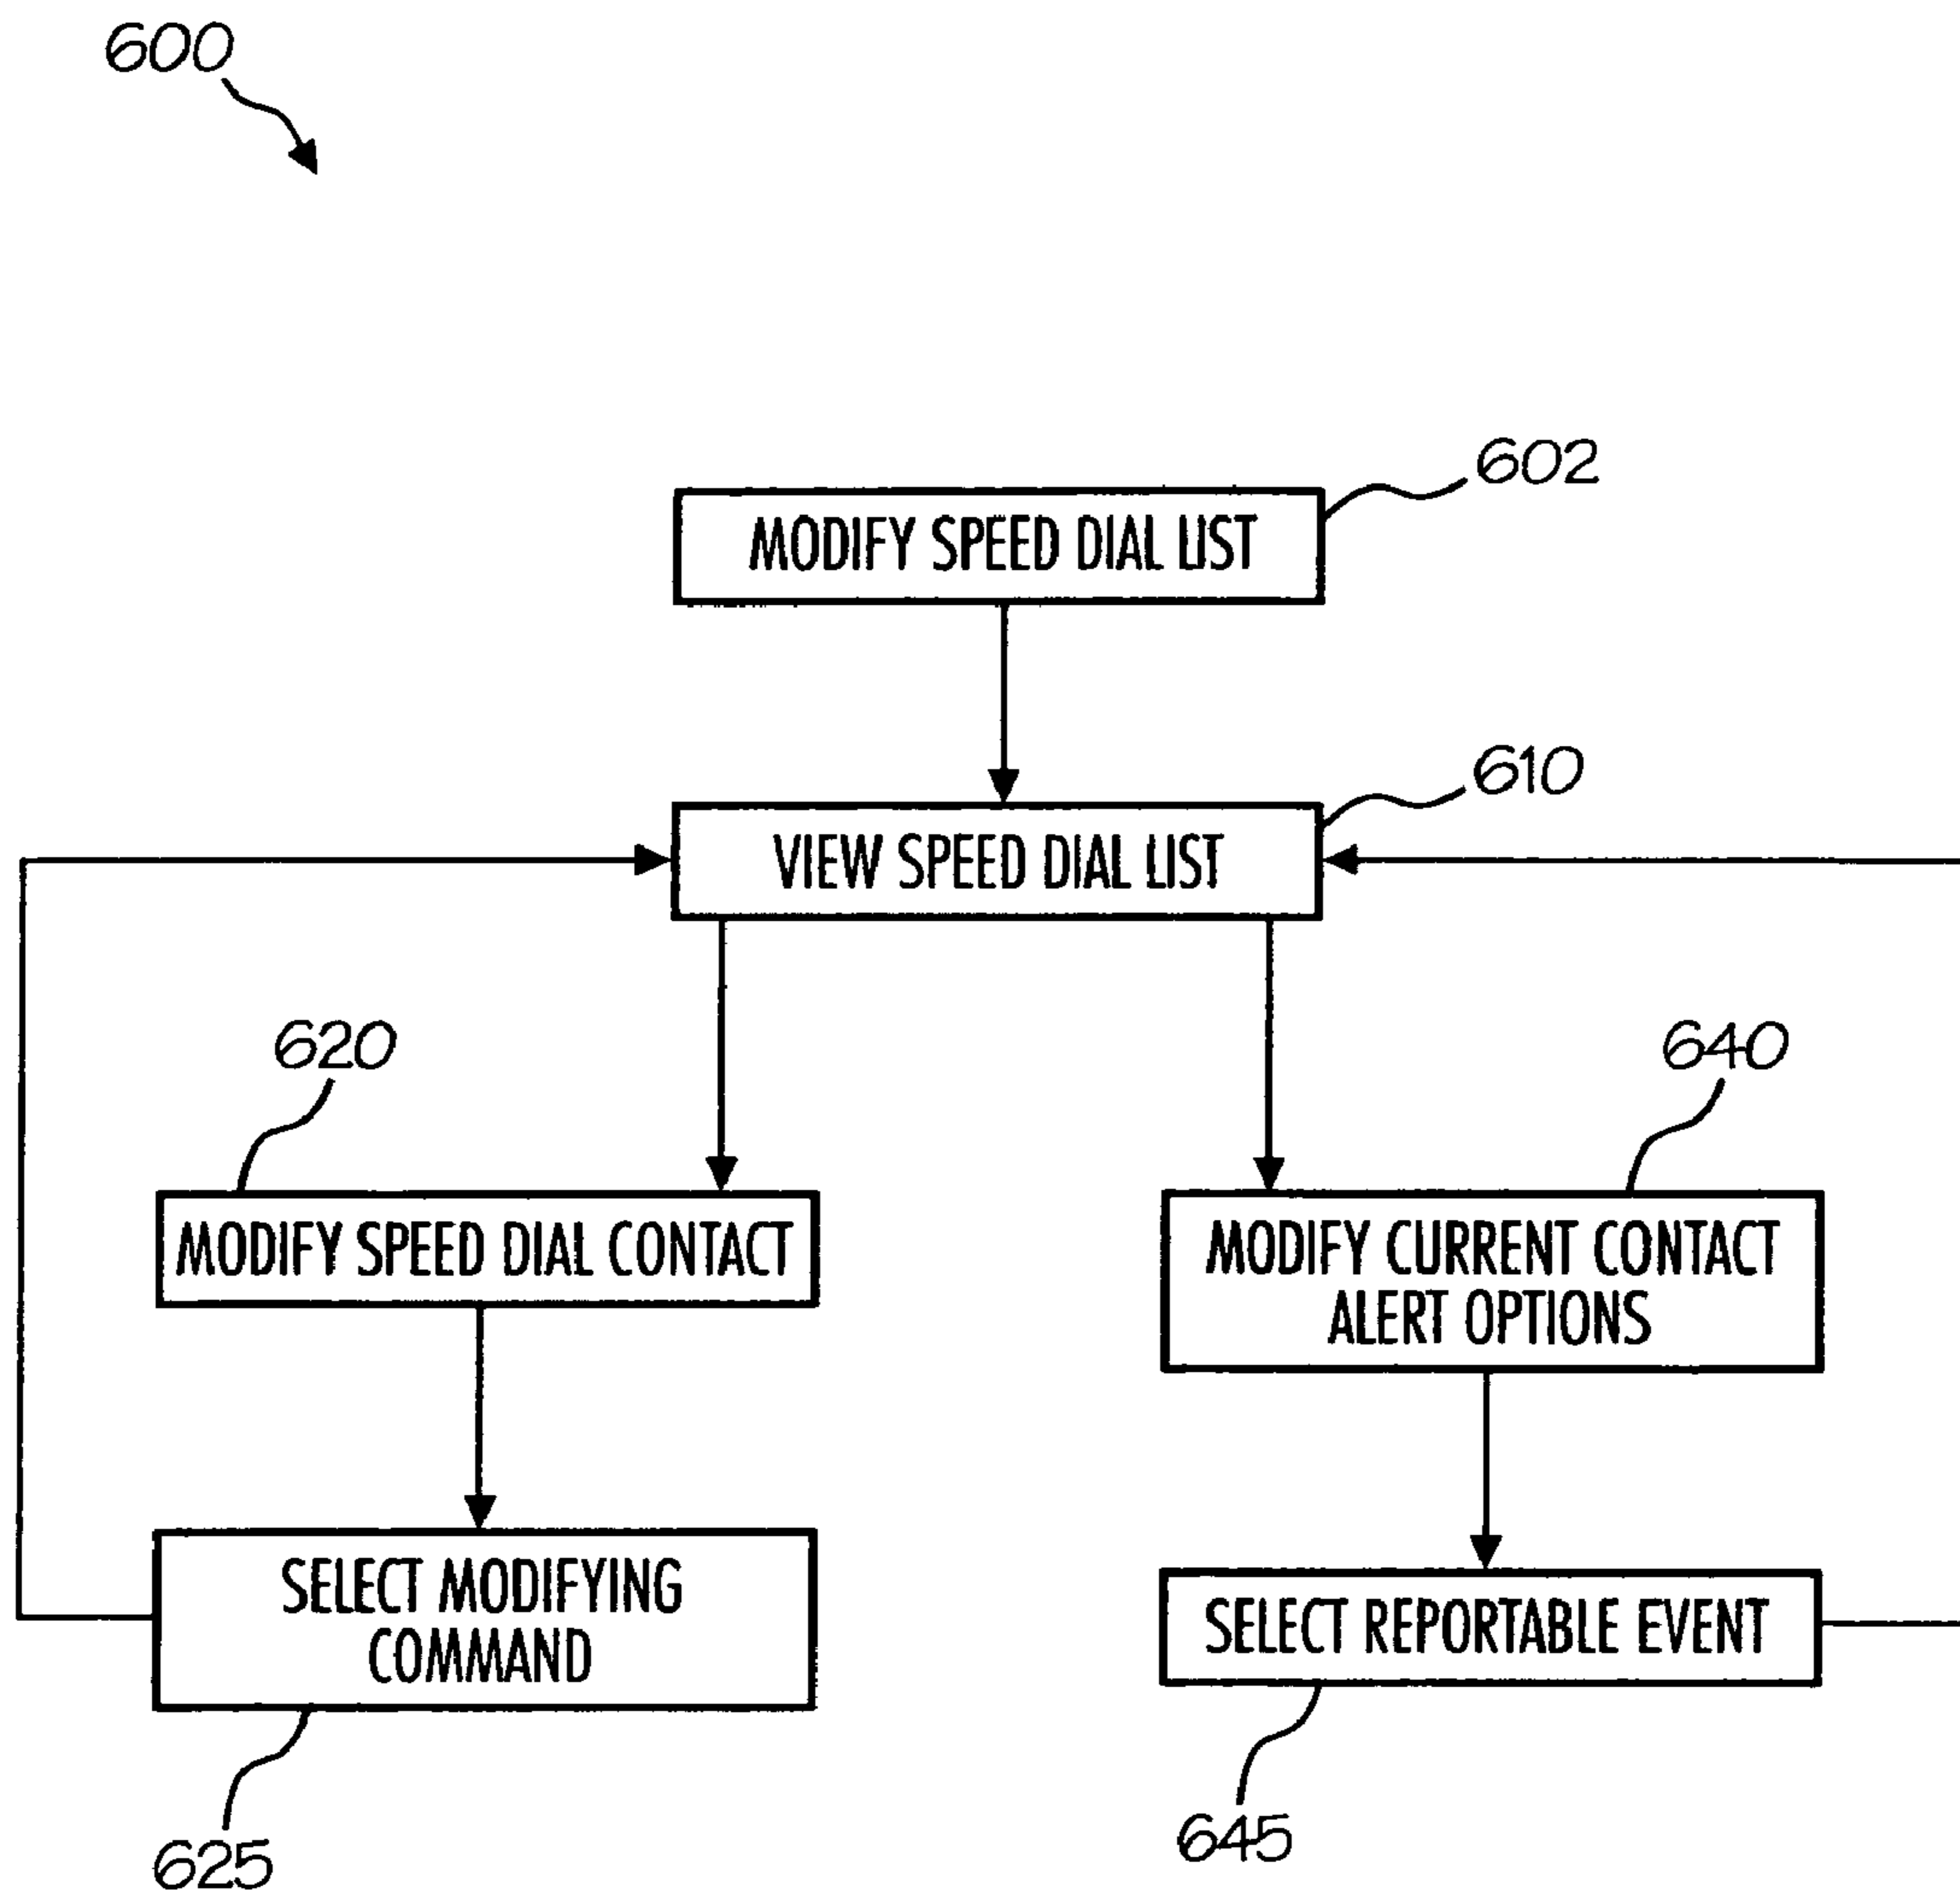 600
602
MODIFY SPEED DIAL LIST
610
VIEW SPEED DIAL LIST
620
640
MODIFY SPEED DIAL CONTACT
MODIFY CURRENT CONTACT
ALERT OPTIONS
SELECT MODIFYING
COMMAND
SELECT REPORTABLE EVENT
625
645